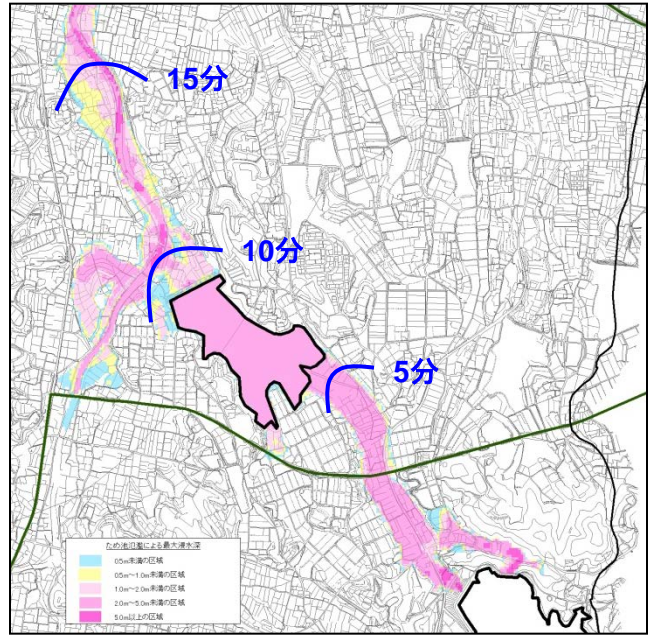 15分
10分
5分
ため池氾濫による最大浸水深
0.5m未満の区域
0.5m～1.0m未満の区域
1.0m～2.0m未満の区域
2.0m～5.0m未満の区域
5.0m以上の区域